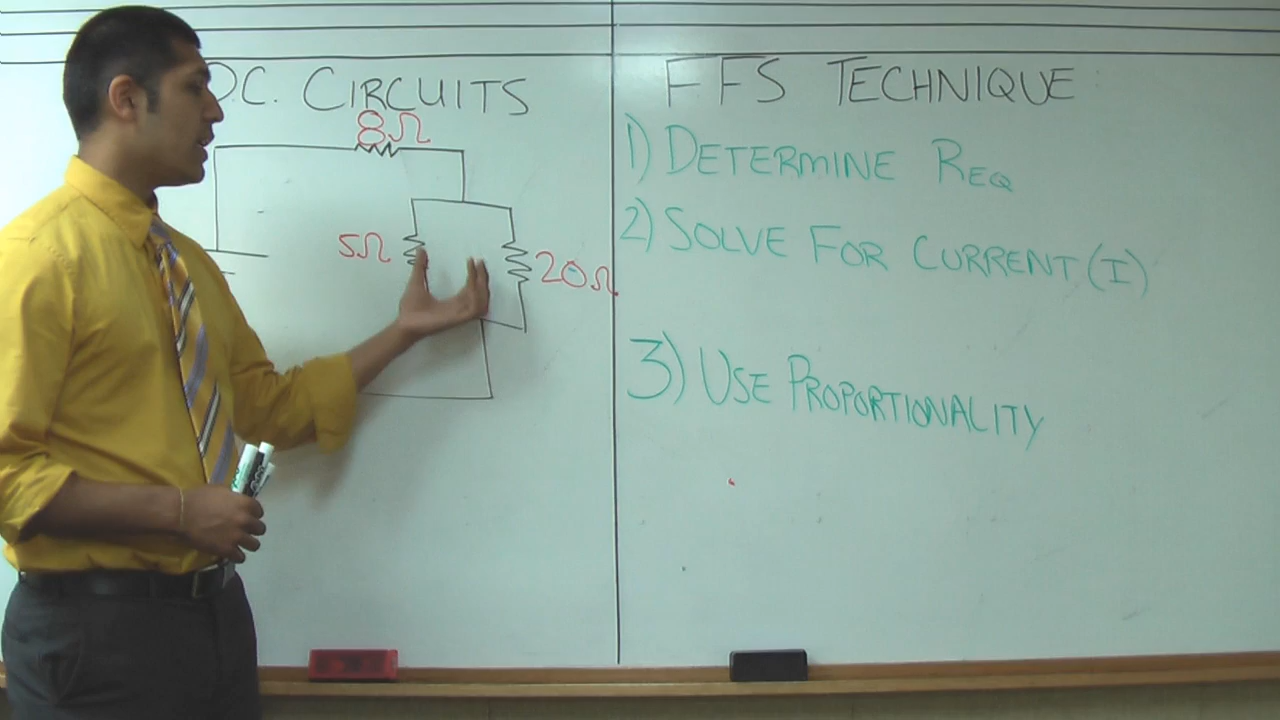 D.C. CIRCUITS
8Ω
5Ω
20Ω
FFS TECHNIQUE:
1) DETERMINE REQ
2) SOLVE FOR CURRENT (I)
3) USE PROPORTIONALITY